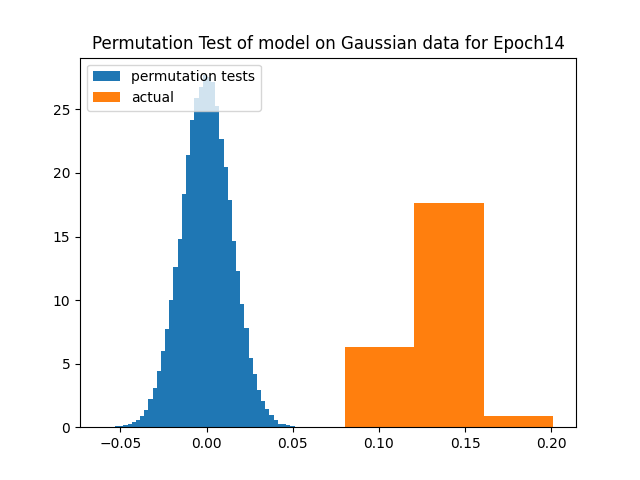 Permutation Test of model on Gaussian data for Epoch14
permutation tests
actual
25
20
15
10
5
0
−0.05 0.00 0.05 0.10 0.15 0.20